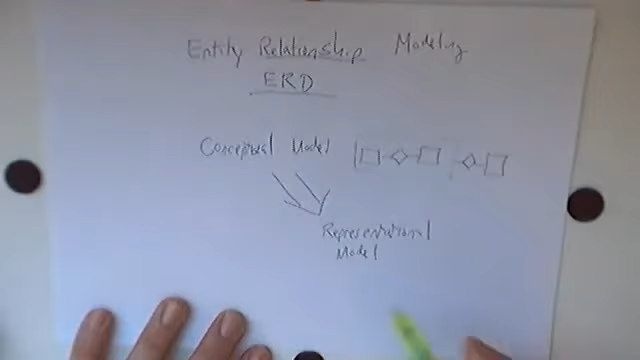 Entity Relationship Modeling
ERD
Conceptual Model
Representational
Model